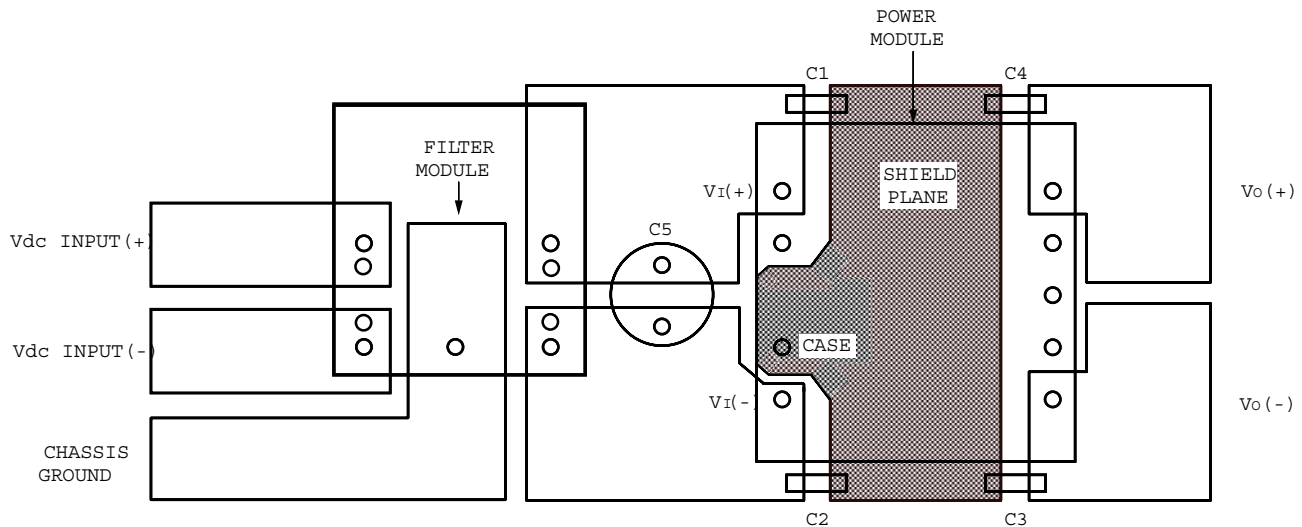 POWER
MODULE
C1
C4
FILTER
MODULE
SHIELD
PLANE
VI(+)
VO(+)
C5
Vdc INPUT(+)
CASE
Vdc INPUT(-)
VI(-)
VO(-)
CHASSIS
GROUND
C2
C3